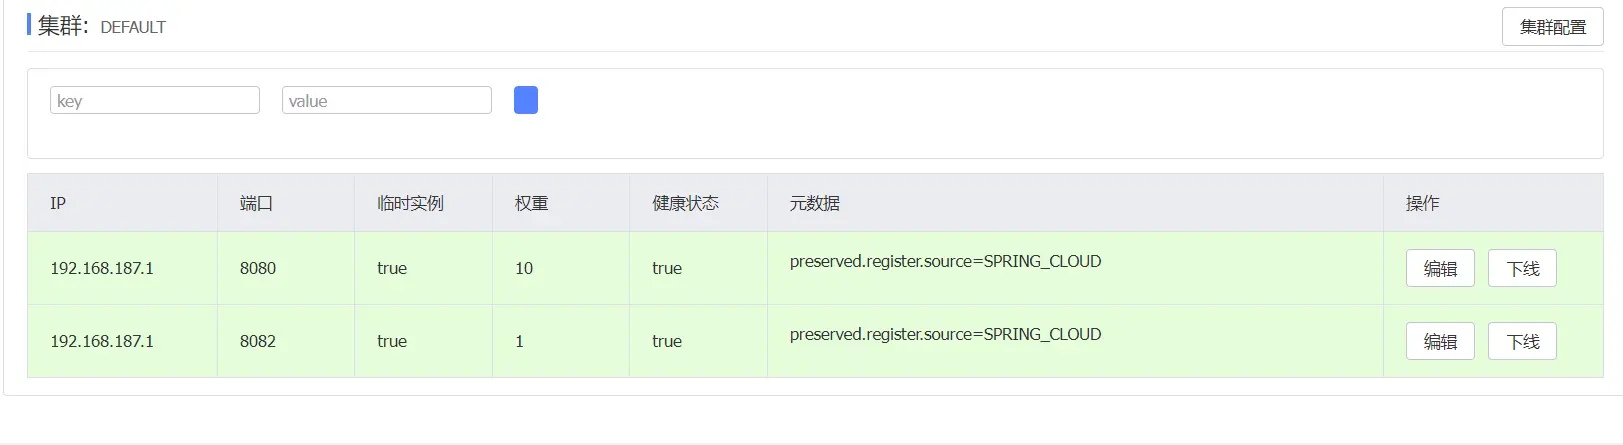 集群: DEFAULT 集群配置
key value
IP 端口 临时实例 权重 健康状态 元数据 操作
192.168.187.1 8080 true 10 true preserved.register.source=SPRING_CLOUD 编辑 下线
192.168.187.1 8082 true 1 true preserved.register.source=SPRING_CLOUD 编辑 下线